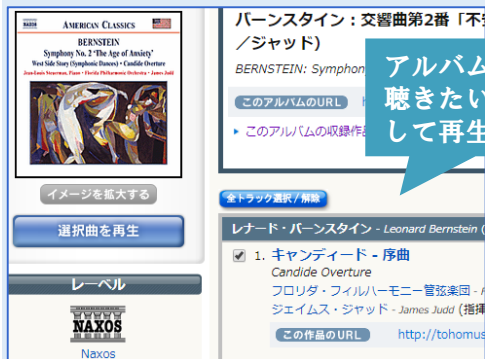 NAXOS
AMERICAN CLASSICS
BERNSTEIN
Symphony No. 2 'The Age of Anxiety'
West Side Story (Symphonic Dances) • Candide Overture
Jean-Louis Steuerman, Piano • Florida Philharmonic Orchestra • James Judd
イメージを拡大する
選択曲を再生
レーベル
NAXOS
Naxos
バーンスタイン：交響曲第2番「不
／ジャッド）
BERNSTEIN: Symphon
このアルバムのURL
このアルバムの収録作
アルバム
聴きたい
して再生
全トラック選択 / 解除
レナード・バーンスタイン - Leonard Bernstein (
1. キャンディード - 序曲
Candide Overture
フロリダ・フィルハーモニー管弦楽団 -
ジェイムス・ジャッド - James Judd (指揮
この作品のURL http://tohomus